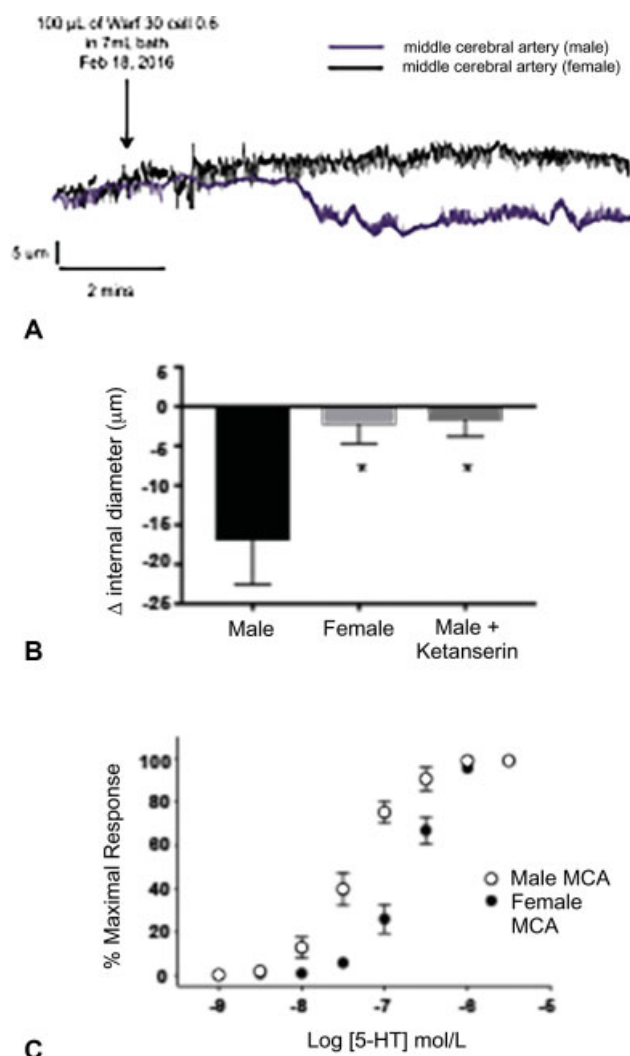 100 µL of Warf 30 cell 0.6
in 7mL bath
Feb 18, 2016
middle cerebral artery (male)
middle cerebral artery (female)
5 um
2 mins
A
Δ internal diameter (µm)
5
0
-5
-10
-15
-20
-25
*
*
Male
Female
Male +
Ketanserin
B
% Maximal Response
100
80
60
40
20
0
Male MCA
Female
MCA
-9
-8
-7
-6
-5
Log [5-HT] mol/L
C